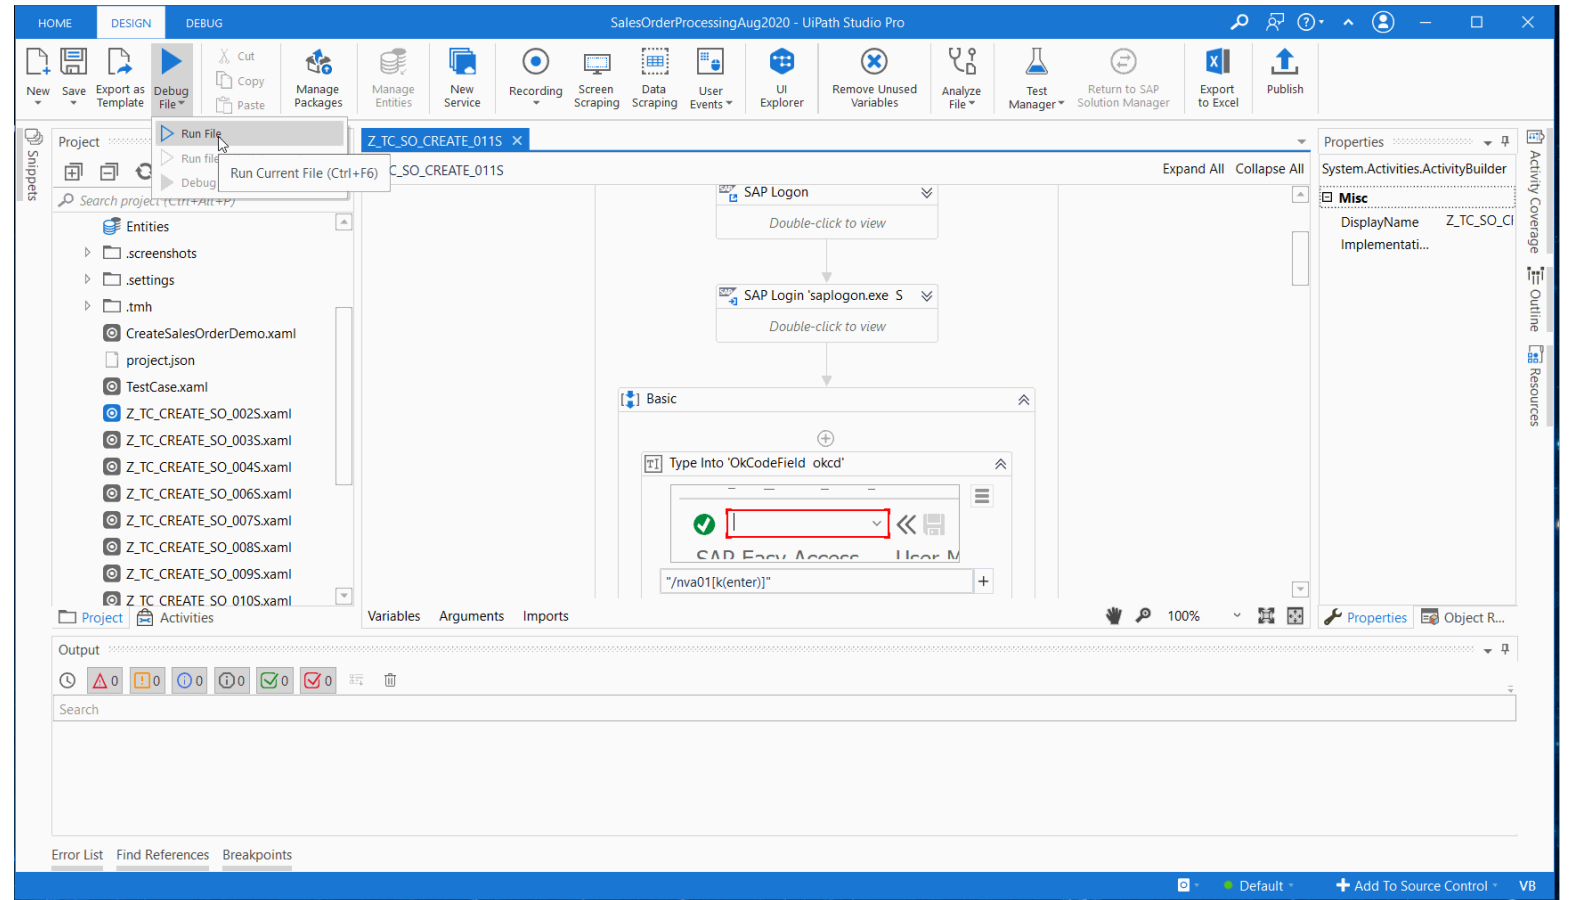 HOME DESIGN DEBUG SalesOrderProcessingAug2020 - UiPath Studio Pro
New Save Export as Template Debug File Cut Copy Paste Manage Packages Manage Entities New Service Recording Screen Scraping Data Scraping User Events UI Explorer Remove Unused Variables Analyze File Test Manager Return to SAP Solution Manager Export to Excel Publish
Run File
Run file
Debug
Run Current File (Ctrl+F6)
Snippets
Project
Search project (Ctrl+Alt+P)
Entities
.screenshots
.settings
.tmh
CreateSalesOrderDemo.xaml
project.json
TestCase.xaml
Z_TC_CREATE_SO_002S.xaml
Z_TC_CREATE_SO_003S.xaml
Z_TC_CREATE_SO_004S.xaml
Z_TC_CREATE_SO_006S.xaml
Z_TC_CREATE_SO_007S.xaml
Z_TC_CREATE_SO_008S.xaml
Z_TC_CREATE_SO_009S.xaml
Z_TC_CREATE_SO_010S.xaml
Project Activities
Z_TC_SO_CREATE_011S
C_SO_CREATE_011S Expand All Collapse All
SAP Logon
Double-click to view
SAP Login 'saplogon.exe S
Double-click to view
Basic
Type Into 'OkCodeField okcd'
SAP Easy Access User M
"/nva01[k(enter)]"
Variables Arguments Imports 100%
Properties
System.Activities.ActivityBuilder
Misc
DisplayName Z_TC_SO_CI
Implementati...
Properties Object R...
Activity Coverage
Outline
Resources
Output
0 0 0 0 0 0
Search
Error List Find References Breakpoints
Default Add To Source Control VB